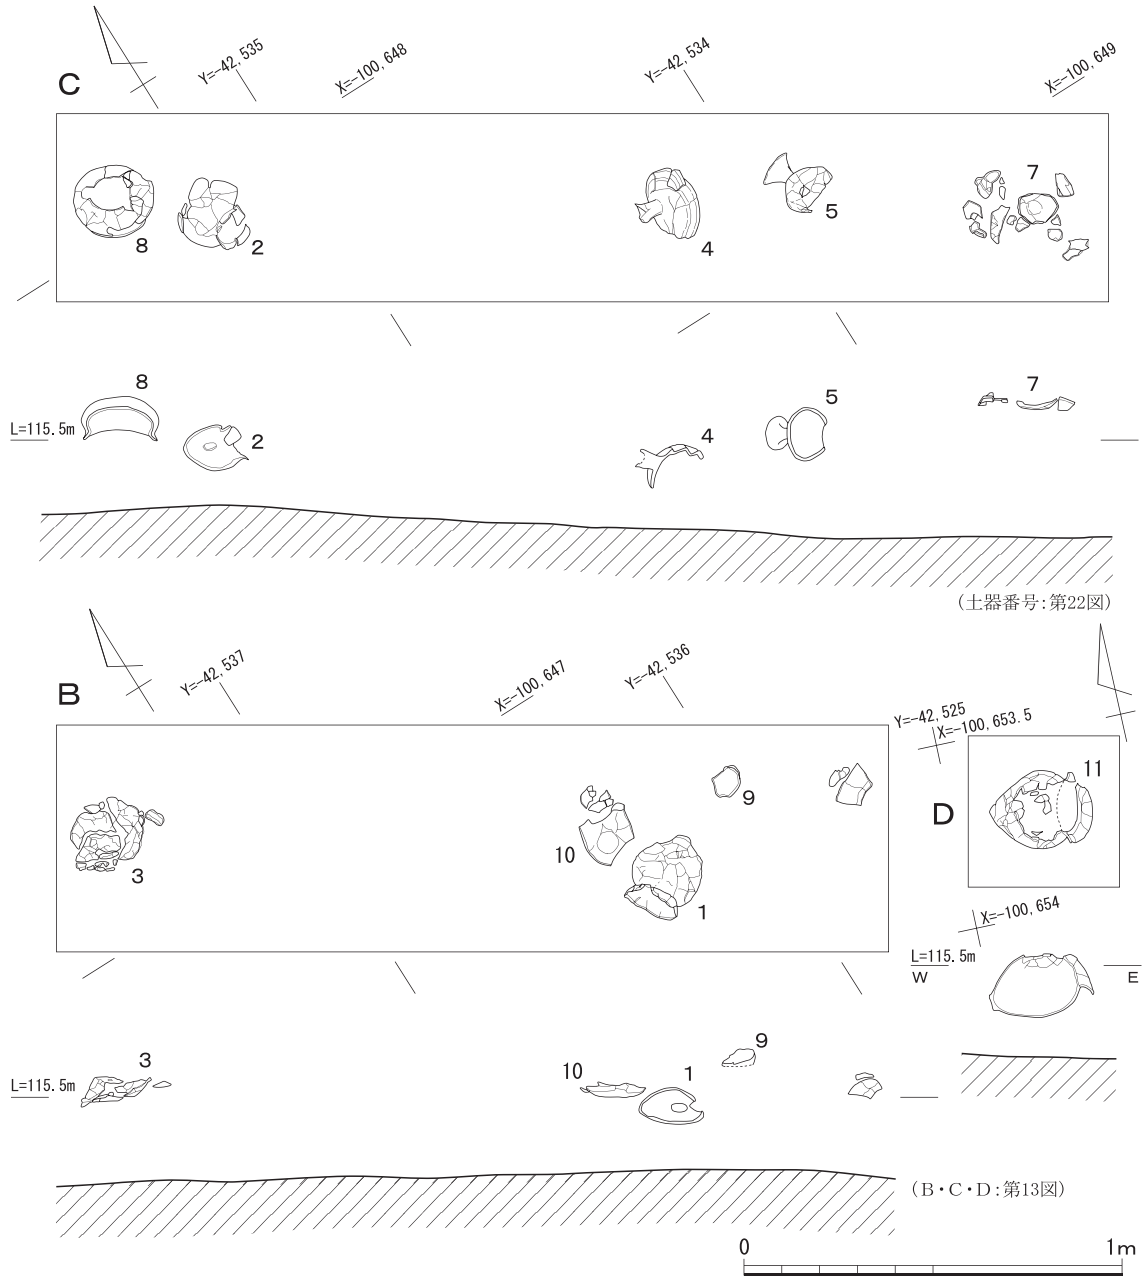 C
Y=-42,535
X=-100,648
Y=-42,534
X=-100,649
8
2
4
5
7
8
2
4
5
7
L=115.5m
(土器番号:第22図)
B
Y=-42,537
X=-100,647
Y=-42,536
3
10
1
9
Y=-42,525
X=-100,653.5
D
11
X=-100,654
L=115.5m
W
E
L=115.5m
3
10
1
9
(B・C・D:第13図)
0
1m